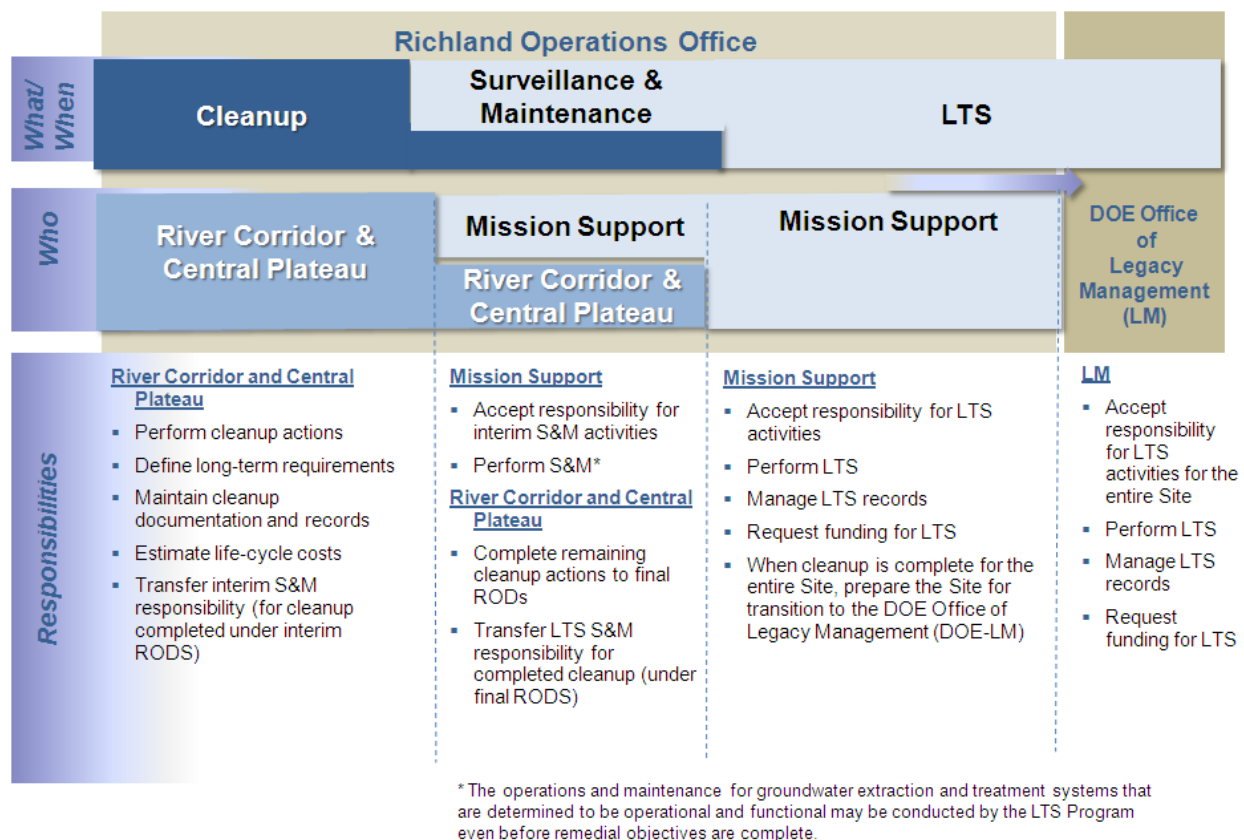 Richland Operations Office
What/
When
Cleanup
Surveillance &
Maintenance
LTS
Who
River Corridor &
Central Plateau
Mission Support
River Corridor &
Central Plateau
Mission Support
DOE Office
of
Legacy
Management
(LM)
Responsibilities
River Corridor and Central
Plateau
▪ Perform cleanup actions
▪ Define long-term requirements
▪ Maintain cleanup
documentation and records
▪ Estimate life-cycle costs
▪ Transfer interim S&M
responsibility (for cleanup
completed under interim
RODS)
Mission Support
▪ Accept responsibility for
interim S&M activities
▪ Perform S&M*
River Corridor and Central
Plateau
▪ Complete remaining
cleanup actions to final
RODs
▪ Transfer LTS S&M
responsibility for
completed cleanup (under
final RODS)
Mission Support
▪ Accept responsibility for LTS
activities
▪ Perform LTS
▪ Manage LTS records
▪ Request funding for LTS
▪ When cleanup is complete for the
entire Site, prepare the Site for
transition to the DOE Office of
Legacy Management (DOE-LM)
LM
▪ Accept
responsibility
for LTS
activities for the
entire Site
▪ Perform LTS
▪ Manage LTS
records
▪ Request
funding for LTS
* The operations and maintenance for groundwater extraction and treatment systems that
are determined to be operational and functional may be conducted by the LTS Program
even before remedial objectives are complete.